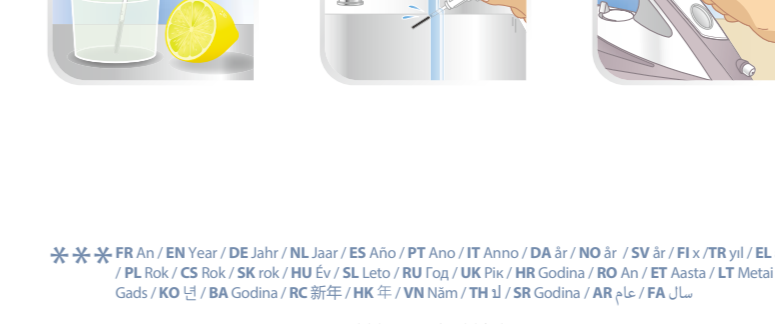 *** FR An / EN Year / DE Jahr / NL Jaar / ES Año / PT Ano / IT Anno / DA år / NO år / SV år / FI x /TR yıl / EL
/ PL Rok / CS Rok / SK rok / HU Év / SL Leto / RU Год / UK Рік / HR Godina / RO An / ET Aasta / LT Metai
Gads / KO 년 / BA Godina / RC 新年 / HK 年 / VN Năm / TH ปี / SR Godina / AR عام / FA سال